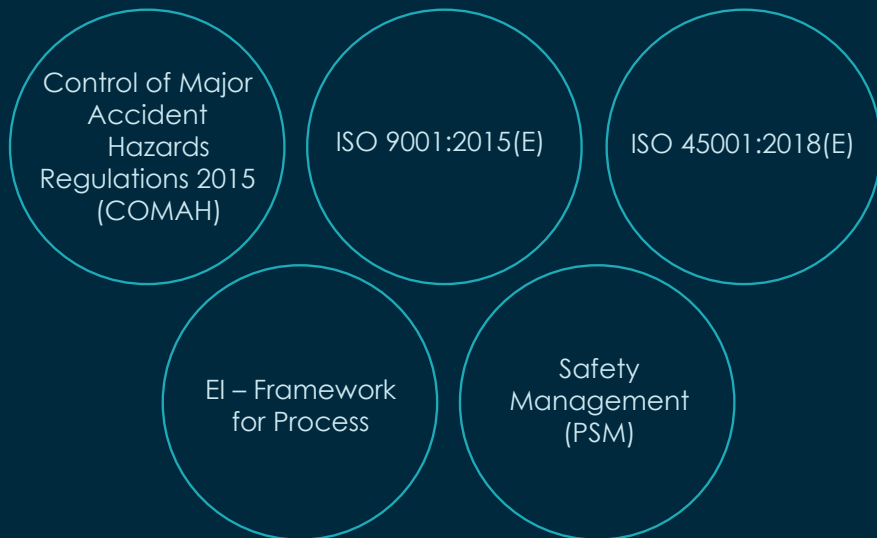 Control of Major
Accident
Hazards
Regulations 2015
(COMAH)
ISO 9001:2015(E)
ISO 45001:2018(E)
EI – Framework
for Process
Safety
Management
(PSM)